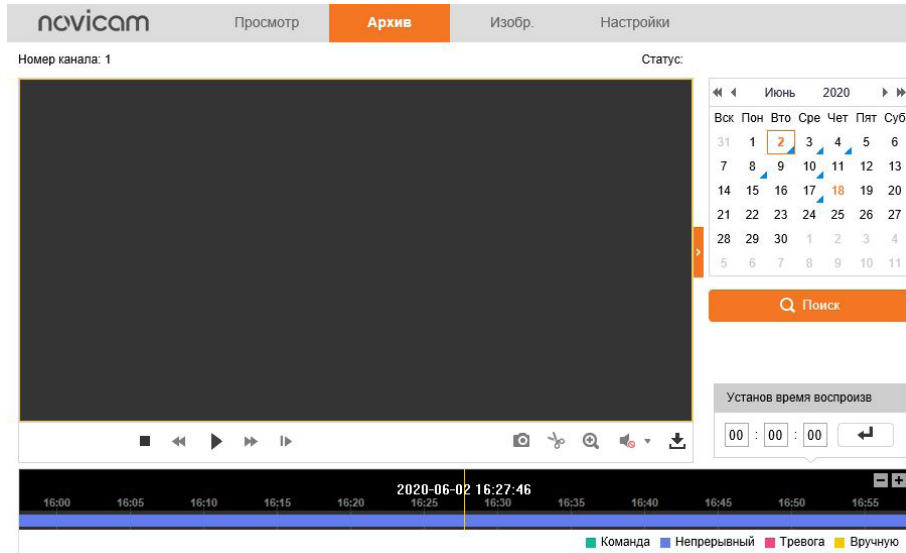 novicam Просмотр Архив Изобр. Настройки
Номер канала: 1 Статус:
Июнь 2020
Вск Пон Вто Сре Чет Пят Суб
31 1 2 3 4 5 6
7 8 9 10 11 12 13
14 15 16 17 18 19 20
21 22 23 24 25 26 27
28 29 30 1 2 3 4
5 6 7 8 9 10 11
Поиск
Установ время воспроизв
00 : 00 : 00
2020-06-02 16:27:46
16:00 16:05 16:10 16:15 16:20 16:25 16:30 16:35 16:40 16:45 16:50 16:55
Команда Непрерывный Тревога Вручную